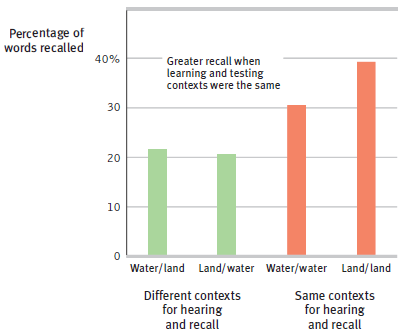 Percentage of
words recalled
40%
Greater recall when
learning and testing
contexts were the same
30
20
10
0
Water/land Land/water Water/water Land/land
Different contexts
for hearing
and recall
Same contexts
for hearing
and recall